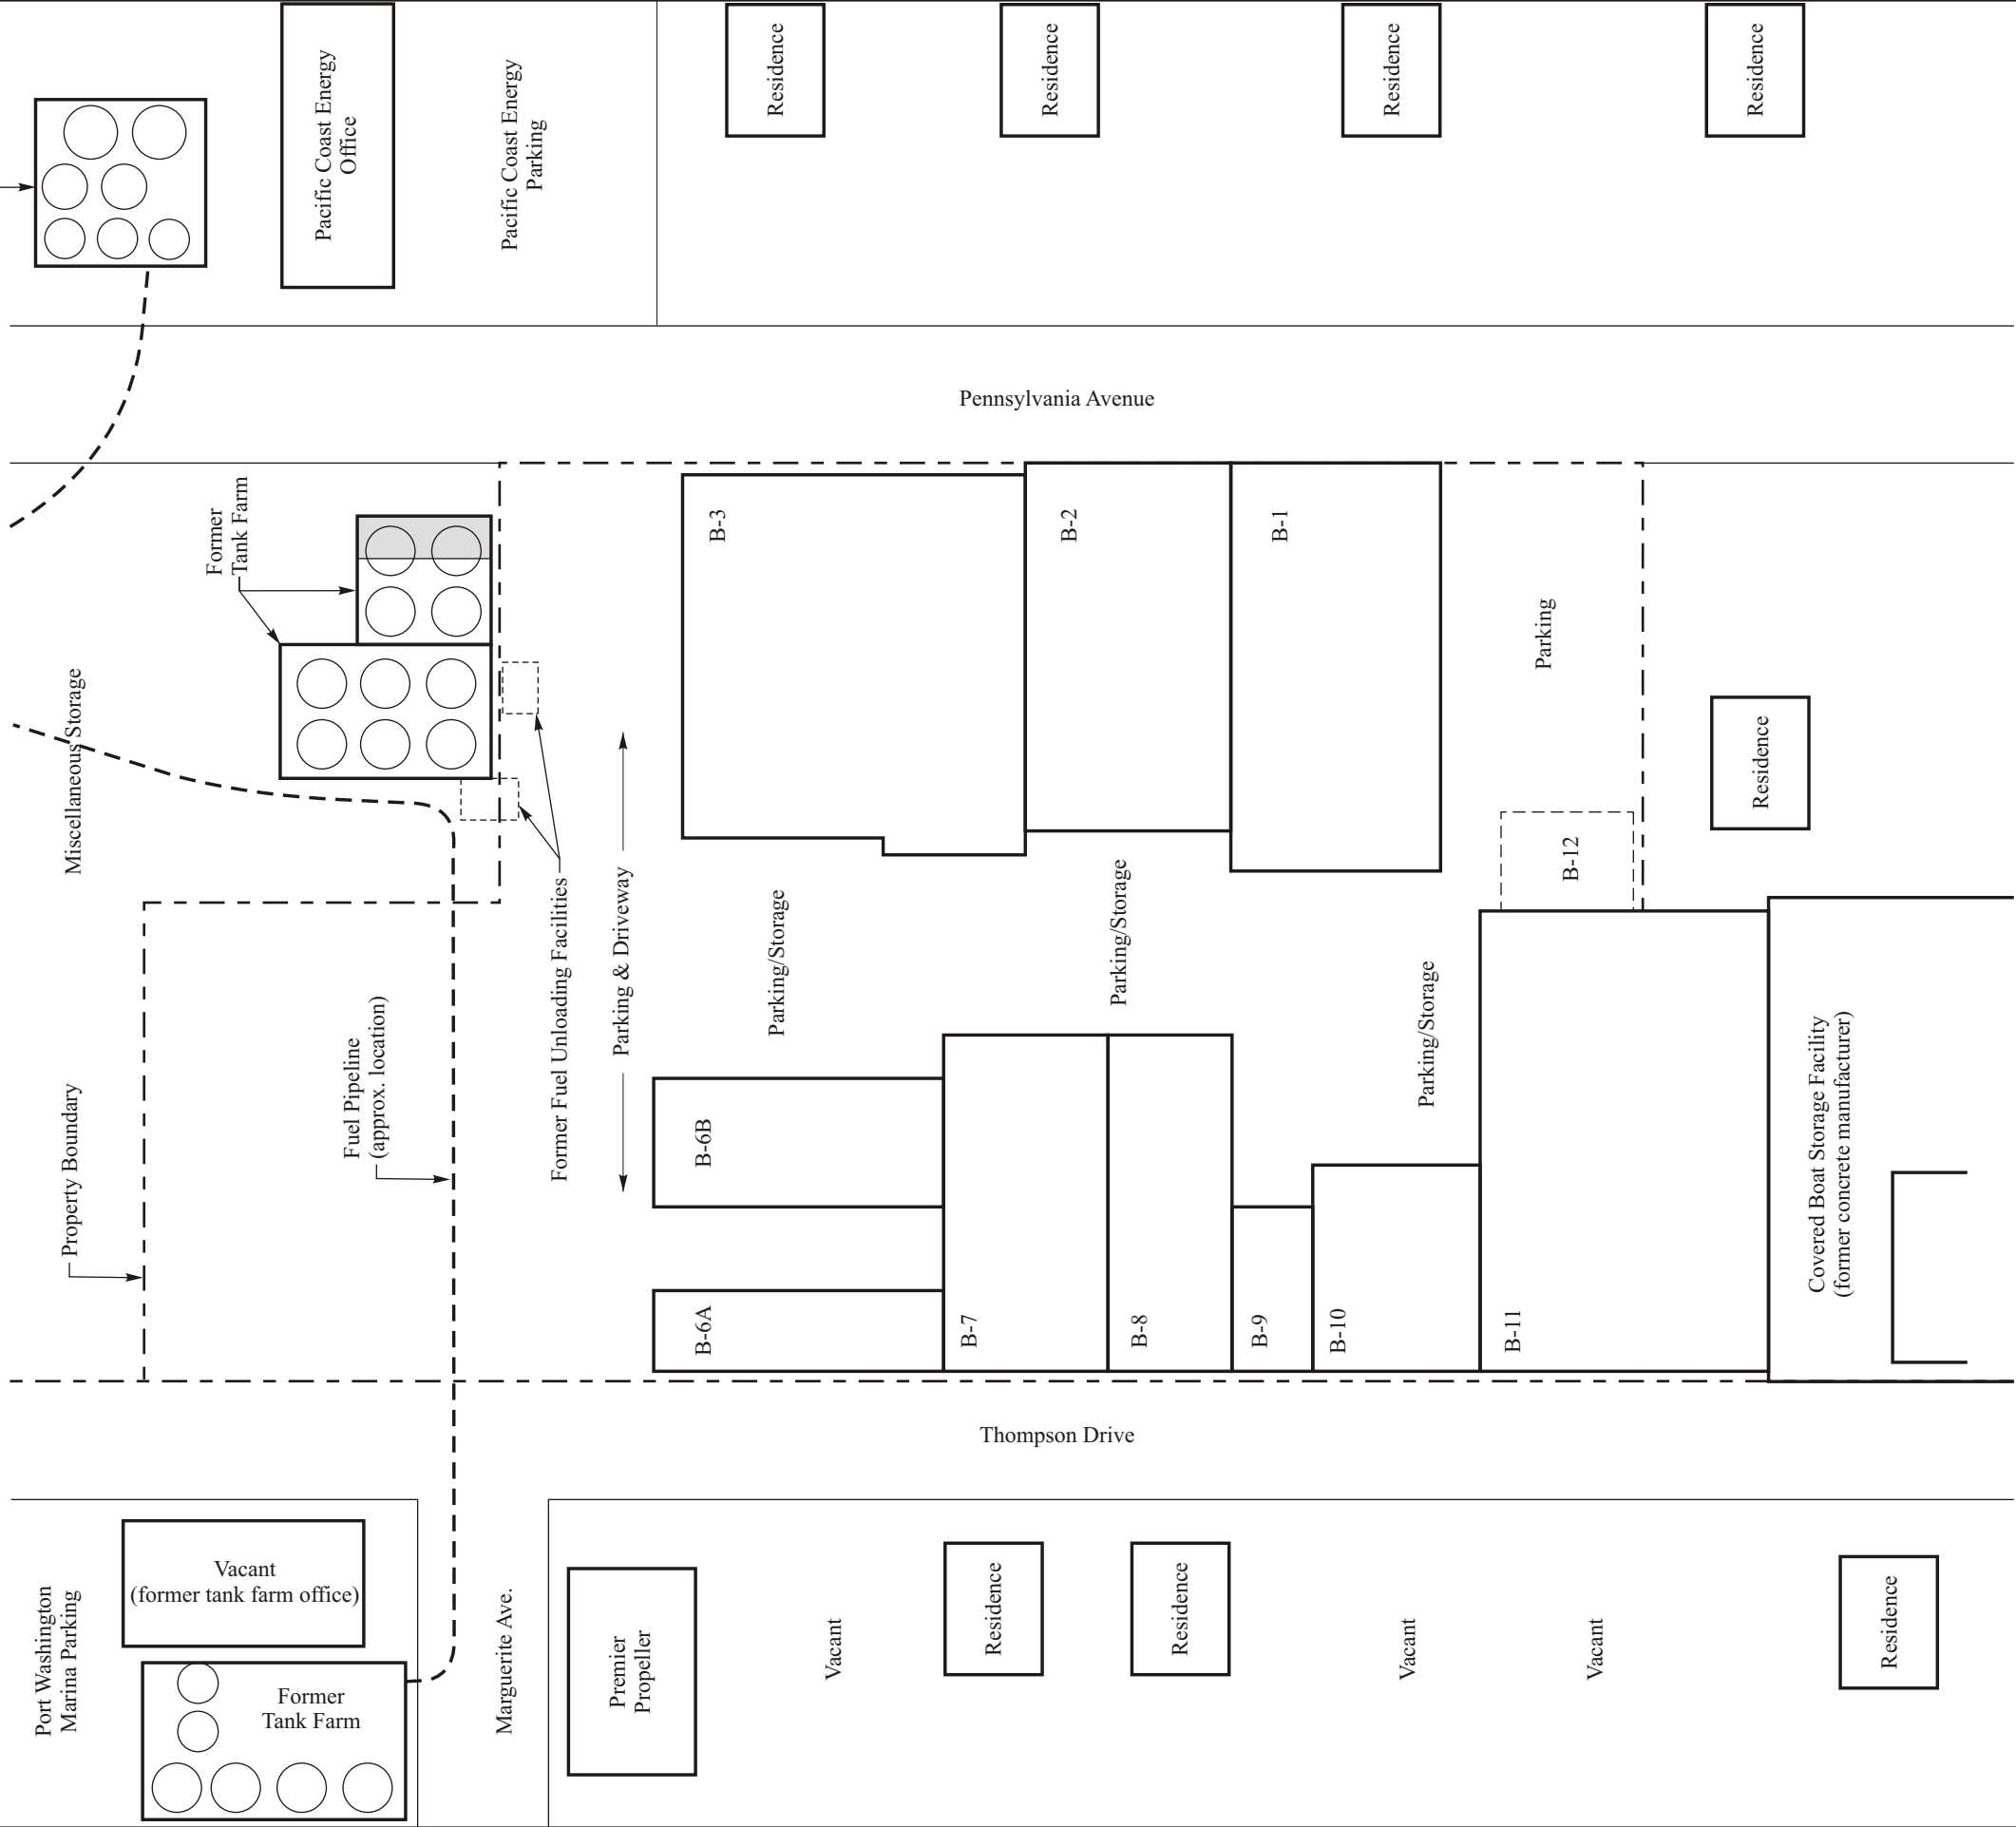 Pacific Coast Energy
Office
Pacific Coast Energy
Parking
Residence
Residence
Residence
Residence
Pennsylvania Avenue
Former
Tank Farm
B-3
B-2
B-1
Parking
Miscellaneous Storage
Residence
B-12
Former Fuel Unloading Facilities
Parking & Driveway
Parking/Storage
Parking/Storage
Parking/Storage
Property Boundary
Fuel Pipeline
(approx. location)
B-6B
B-6A
B-7
B-8
B-9
B-10
B-11
Covered Boat Storage Facility
(former concrete manufacturer)
Thompson Drive
Port Washington
Marina Parking
Vacant
(former tank farm office)
Former
Tank Farm
Marguerite Ave.
Premier
Propeller
Vacant
Residence
Residence
Vacant
Vacant
Residence